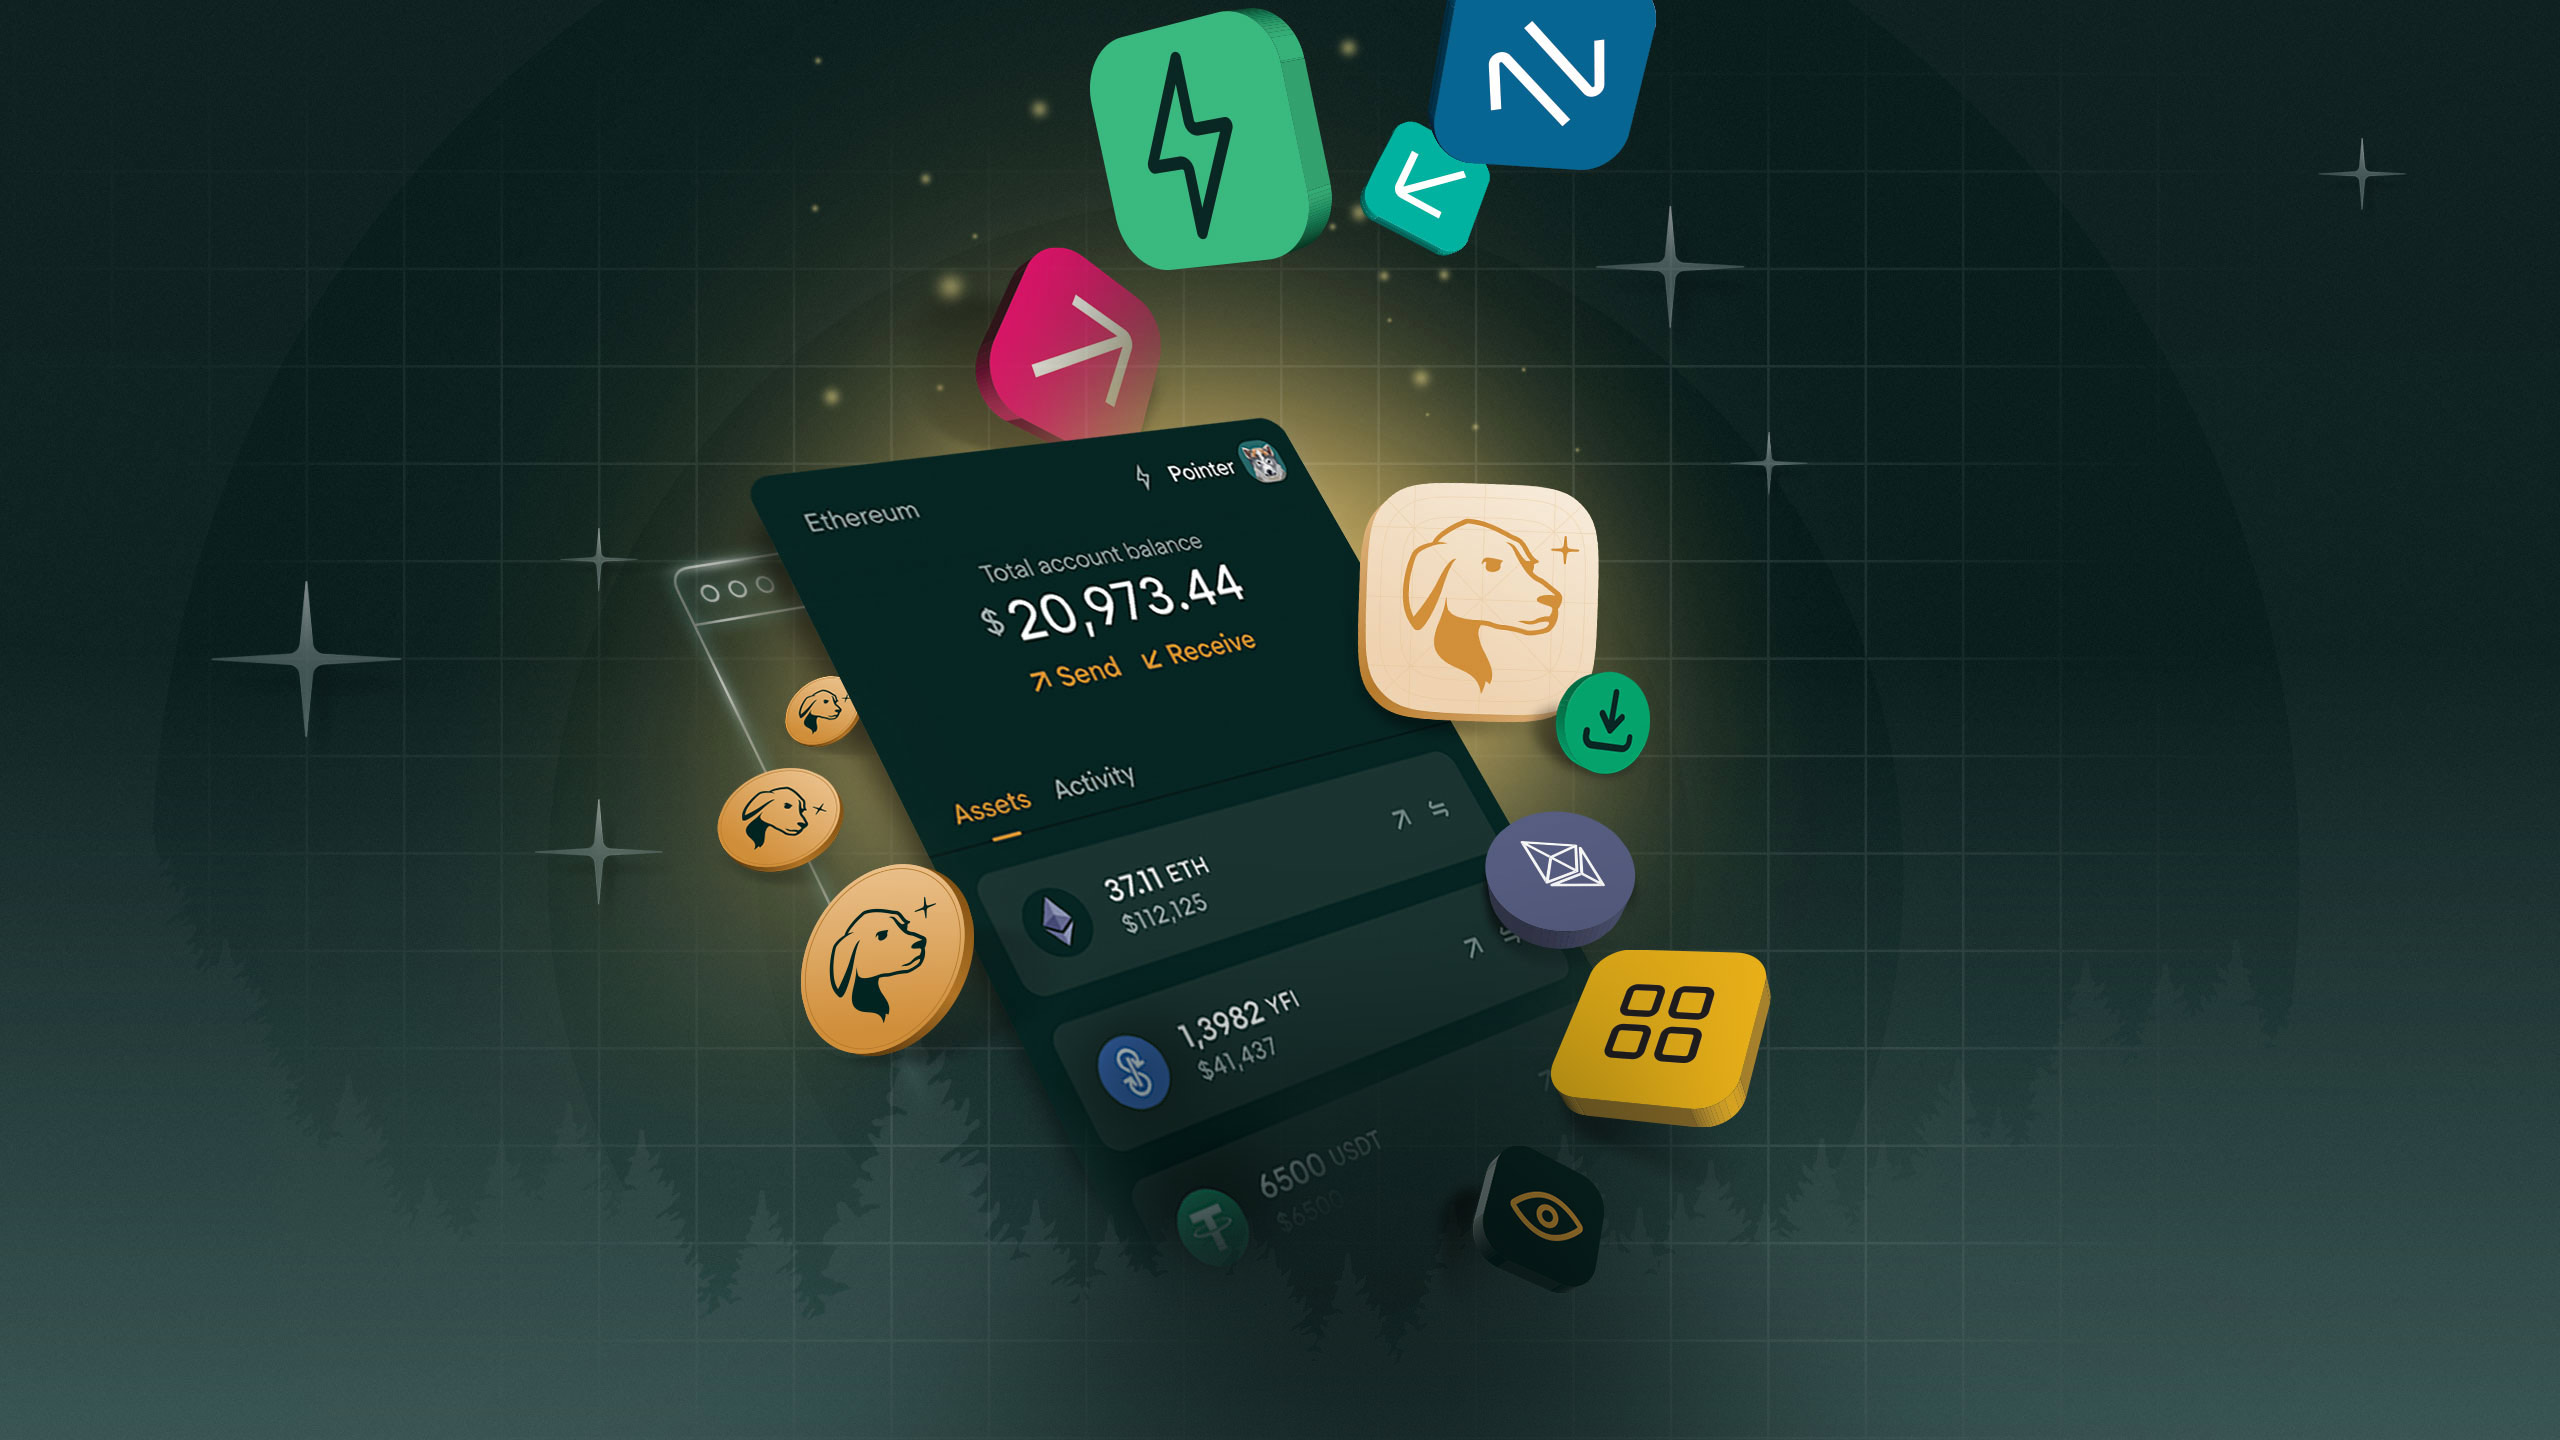 Pointer
Ethereum
Total account balance
$20,973.44
Send Receive
Assets Activity
37.11 ETH
$112,125
1,3982 YFI
$41,437
6500 USDT
$6500